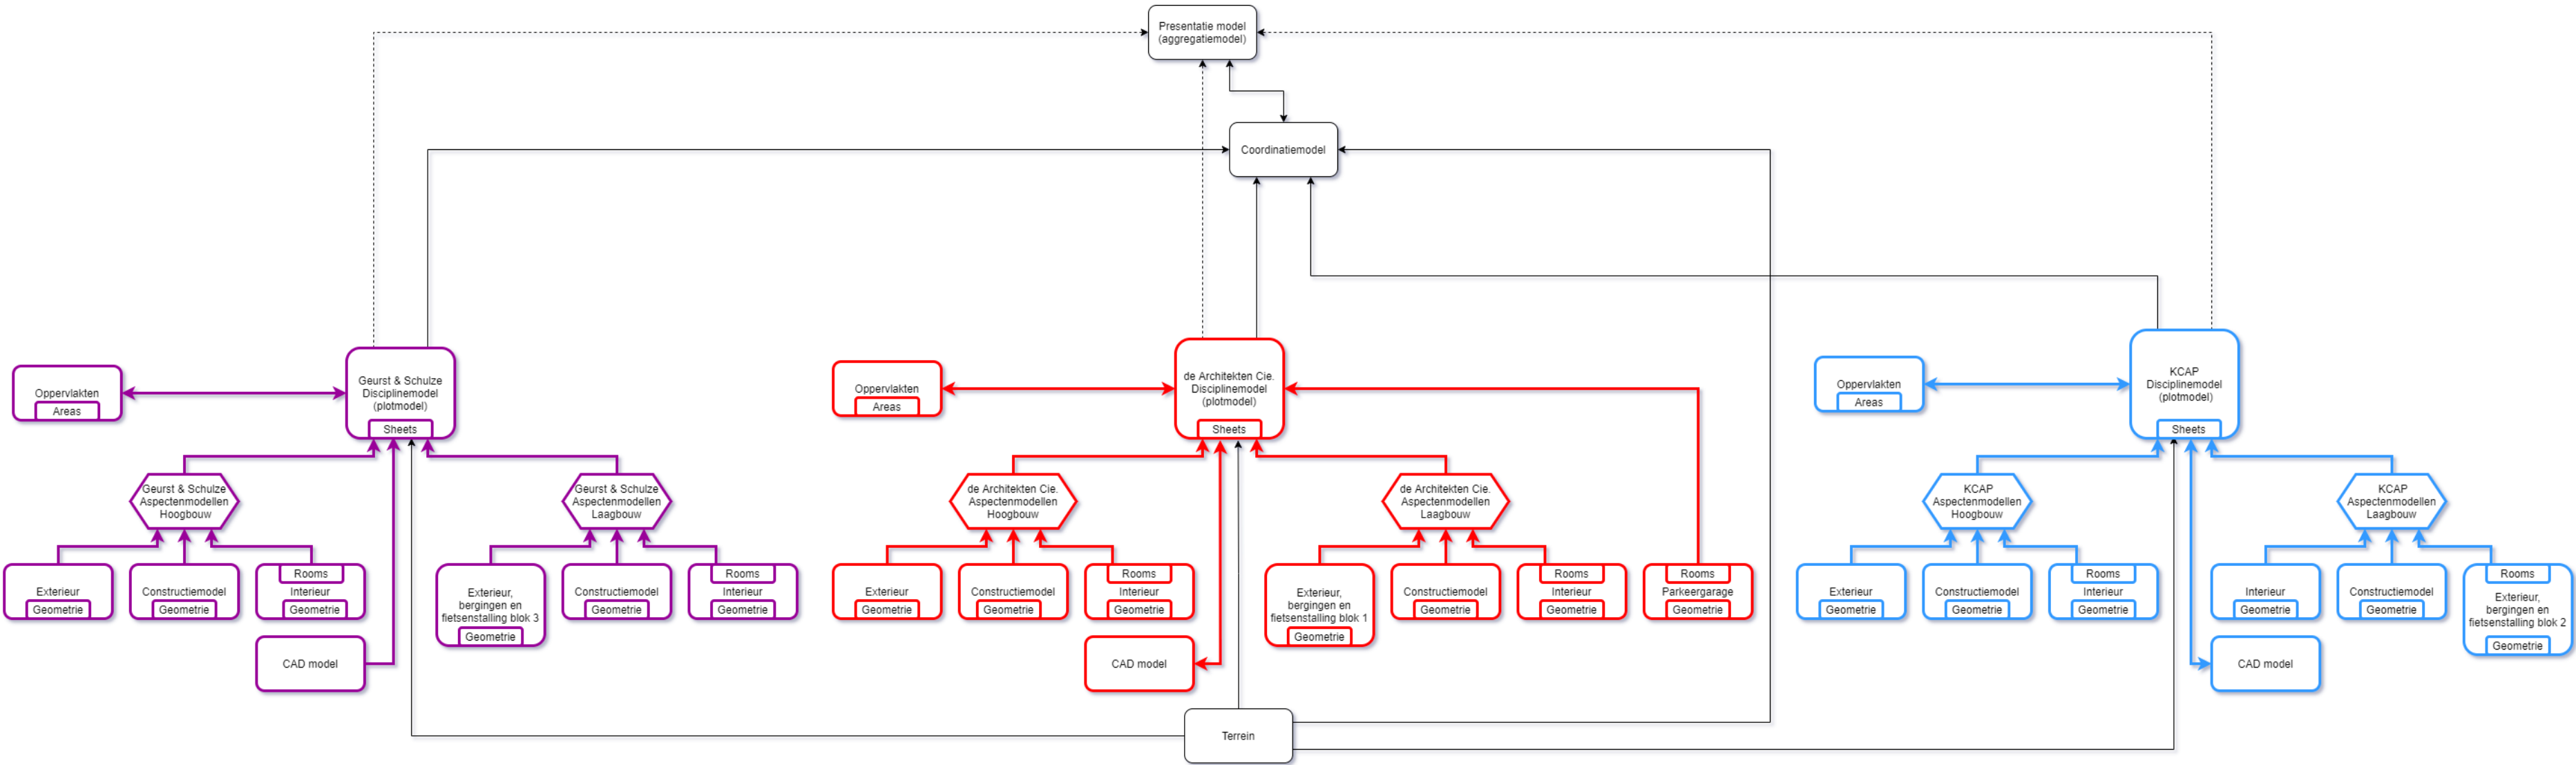 Presentatie model
(aggregatiemodel)
Coordinatiemodel
Oppervlakten
Areas
Geurst & Schulze
Disciplinemodel
(plotmodel)
Sheets
Oppervlakten
Areas
de Architekten Cie.
Disciplinemodel
(plotmodel)
Sheets
Oppervlakten
Areas
KCAP
Disciplinemodel
(plotmodel)
Sheets
Geurst & Schulze
Aspectenmodellen
Hoogbouw
Geurst & Schulze
Aspectenmodellen
Laagbouw
de Architekten Cie.
Aspectenmodellen
Hoogbouw
de Architekten Cie.
Aspectenmodellen
Laagbouw
KCAP
Aspectenmodellen
Hoogbouw
KCAP
Aspectenmodellen
Laagbouw
Exterieur
Geometrie
Constructiemodel
Geometrie
Rooms
Interieur
Geometrie
Exterieur,
bergingen en
fietsenstalling blok 3
Geometrie
Constructiemodel
Geometrie
Rooms
Interieur
Geometrie
Exterieur
Geometrie
Constructiemodel
Geometrie
Rooms
Interieur
Geometrie
Exterieur,
bergingen en
fietsenstalling blok 1
Geometrie
Constructiemodel
Geometrie
Rooms
Interieur
Geometrie
Rooms
Parkeergarage
Geometrie
Exterieur
Geometrie
Constructiemodel
Geometrie
Rooms
Interieur
Geometrie
Interieur
Geometrie
Constructiemodel
Geometrie
Rooms
Exterieur,
bergingen en
fietsenstalling blok 2
Geometrie
CAD model
CAD model
CAD model
Terrein